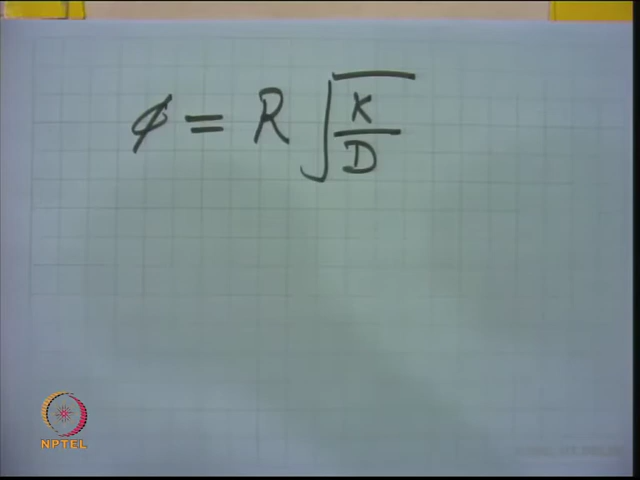 ϕ = R √(K/D)
NPTEL